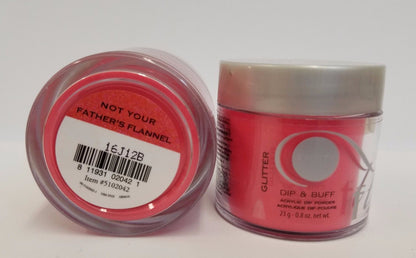 NOT YOUR
FATHER'S FLANNEL
16J12B
8 11931 02042 1
Item #5102042
GLITTER
DIP & BUFF
ACRYLIC DIP POWDER
ACRYLIQUE DIP-POUDRE
23 g - 0.8 oz. net wt